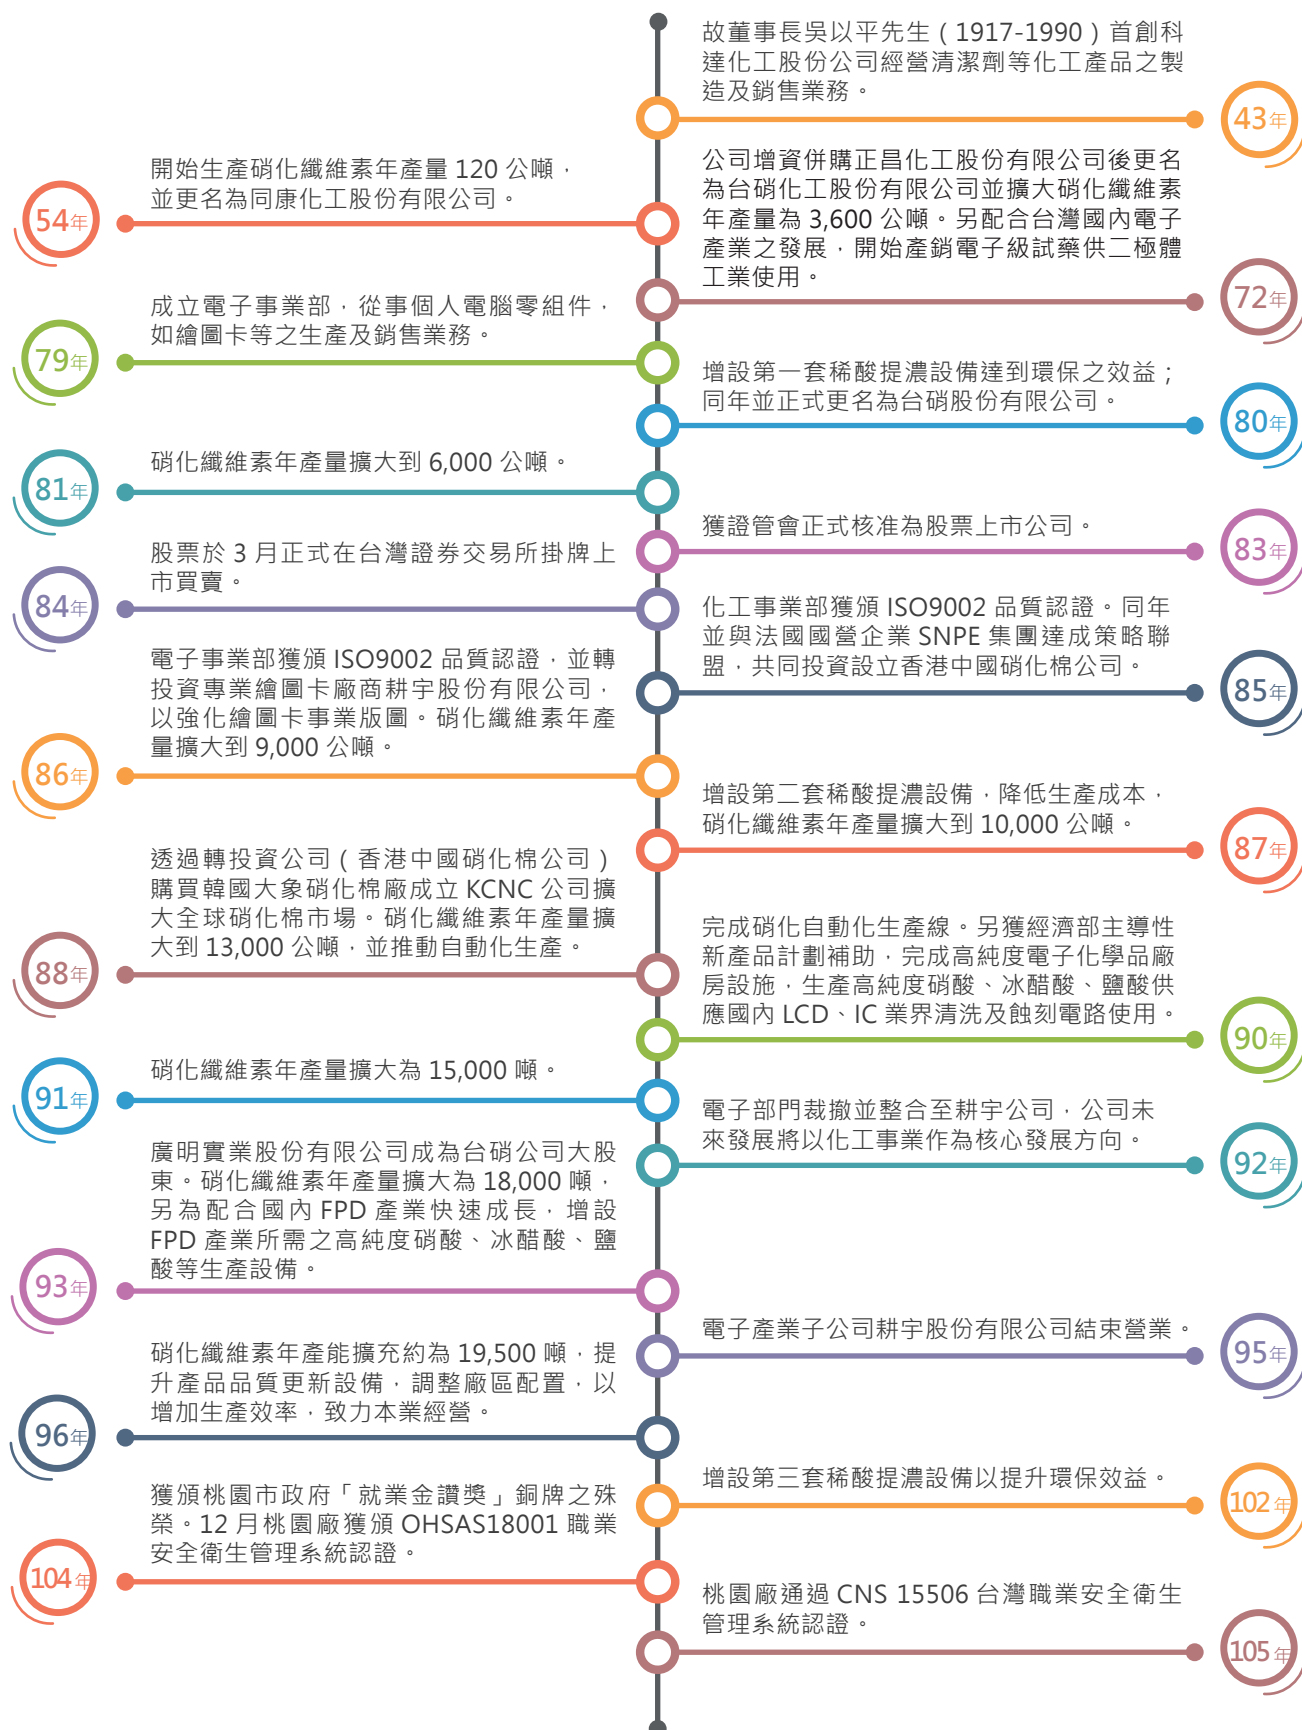 故董事長吳以平先生（1917-1990）首創科
達化工股份公司經營清潔劑等化工產品之製
造及銷售業務。
43年
開始生產硝化纖維素年產量 120 公噸，
並更名為同康化工股份有限公司。
54年
公司增資併購正昌化工股份有限公司後更名
為台硝化工股份有限公司並擴大硝化纖維素
年產量為 3,600 公噸。另配合台灣國內電子
產業之發展，開始產銷電子級試藥供二極體
工業使用。
72年
成立電子事業部，從事個人電腦零組件，
如繪圖卡等之生產及銷售業務。
79年
增設第一套稀酸提濃設備達到環保之效益；
同年並正式更名為台硝股份有限公司。
80年
硝化纖維素年產量擴大到 6,000 公噸。
81年
獲證管會正式核准為股票上市公司。
83年
股票於 3 月正式在台灣證券交易所掛牌上
市買賣。
84年
化工事業部獲頒 ISO9002 品質認證。同年
並與法國國營企業 SNPE 集團達成策略聯
盟，共同投資設立香港中國硝化棉公司。
85年
電子事業部獲頒 ISO9002 品質認證，並轉
投資專業繪圖卡廠商耕宇股份有限公司，
以強化繪圖卡事業版圖。硝化纖維素年產
量擴大到 9,000 公噸。
86年
增設第二套稀酸提濃設備，降低生產成本，
硝化纖維素年產量擴大到 10,000 公噸。
87年
透過轉投資公司（香港中國硝化棉公司）
購買韓國大象硝化棉廠成立 KCNC 公司擴
大全球硝化棉市場。硝化纖維素年產量擴
大到 13,000 公噸，並推動自動化生產。
88年
完成硝化自動化生產線。另獲經濟部主導性
新產品計劃補助，完成高純度電子化學品廠
房設施，生產高純度硝酸、冰醋酸、鹽酸供
應國內 LCD、IC 業界清洗及蝕刻電路使用。
90年
硝化纖維素年產量擴大為 15,000 噸。
91年
電子部門裁撤並整合至耕宇公司，公司未
來發展將以化工事業作為核心發展方向。
92年
廣明實業股份有限公司成為台硝公司大股
東。硝化纖維素年產量擴大為 18,000 噸，
另為配合國內 FPD 產業快速成長，增設
FPD 產業所需之高純度硝酸、冰醋酸、鹽
酸等生產設備。
93年
電子產業子公司耕宇股份有限公司結束營業。
95年
硝化纖維素年產能擴充約為 19,500 噸，提
升產品品質更新設備，調整廠區配置，以
增加生產效率，致力本業經營。
96年
增設第三套稀酸提濃設備以提升環保效益。
102年
獲頒桃園市政府「就業金讚獎」銅牌之殊
榮。12 月桃園廠獲頒 OHSAS18001 職業
安全衛生管理系統認證。
104年
桃園廠通過 CNS 15506 台灣職業安全衛生
管理系統認證。
105年